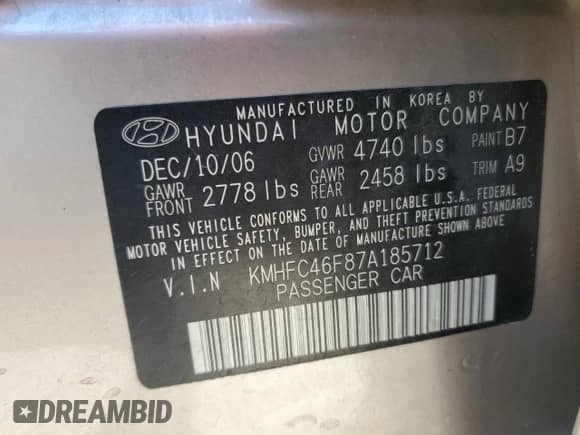 MANUFACTURED IN KOREA BY
HYUNDAI MOTOR COMPANY
DEC/10/06 GVWR 4740 lbs PAINT B7
GAWR FRONT 2778 lbs GAWR REAR 2458 lbs TRIM A9
THIS VEHICLE CONFORMS TO ALL APPLICABLE U.S.A. FEDERAL
MOTOR VEHICLE SAFETY, BUMPER, AND THEFT PREVENTION STANDARDS
IN EFFECT ON THE DATE OF MANUFACTURE SHOWN ABOVE
V.I.N KMHFC46F87A185712
PASSENGER CAR
DREAMBID